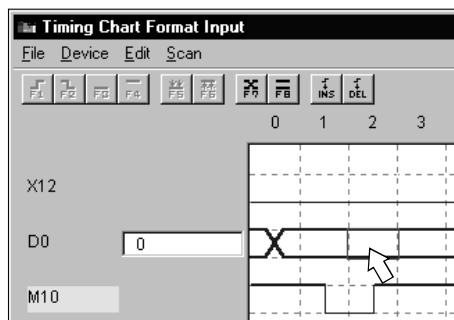 Timing Chart Format Input
File Device Edit Scan
F1 F2 F3 F4 F5 F6 F7 F8 INS DEL
0 1 2 3
X12
D0 0
M10